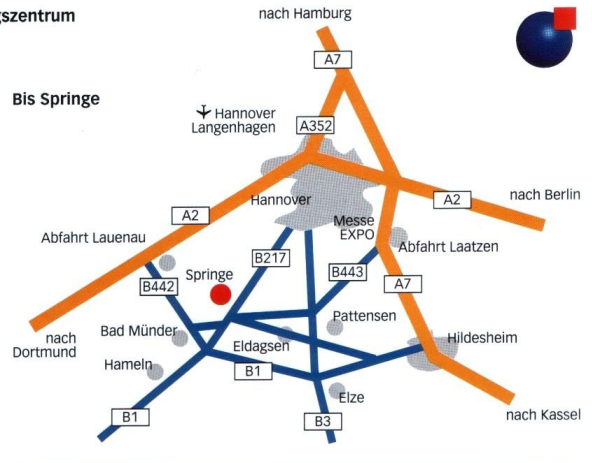 gszentrum
nach Hamburg
A7
Bis Springe
Hannover
Langenhagen
A352
Hannover
A2
nach Berlin
A2
Messe
EXPO
Abfahrt Lauenau
Abfahrt Laatzen
B217
Springe
B443
B442
A7
Pattensen
Bad Münder
Eldagsen
Hildesheim
nach
Dortmund
Hameln
B1
Elze
B1
B3
nach Kassel